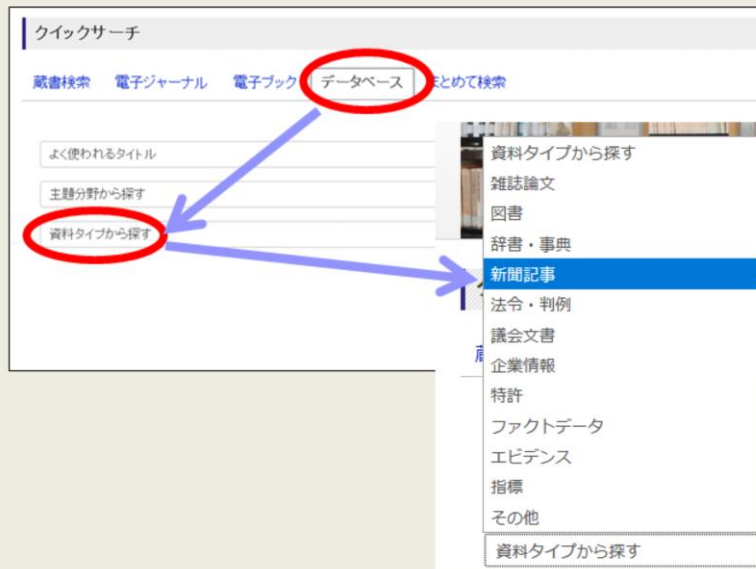 クイックサーチ
蔵書検索 電子ジャーナル 電子ブック データベース とめて検索
よく使われるタイトル
主題分野から探す
資料タイプから探す
資料タイプから探す
雑誌論文
図書
辞書・事典
新聞記事
法令・判例
議会文書
企業情報
特許
ファクトデータ
エビデンス
指標
その他
資料タイプから探す